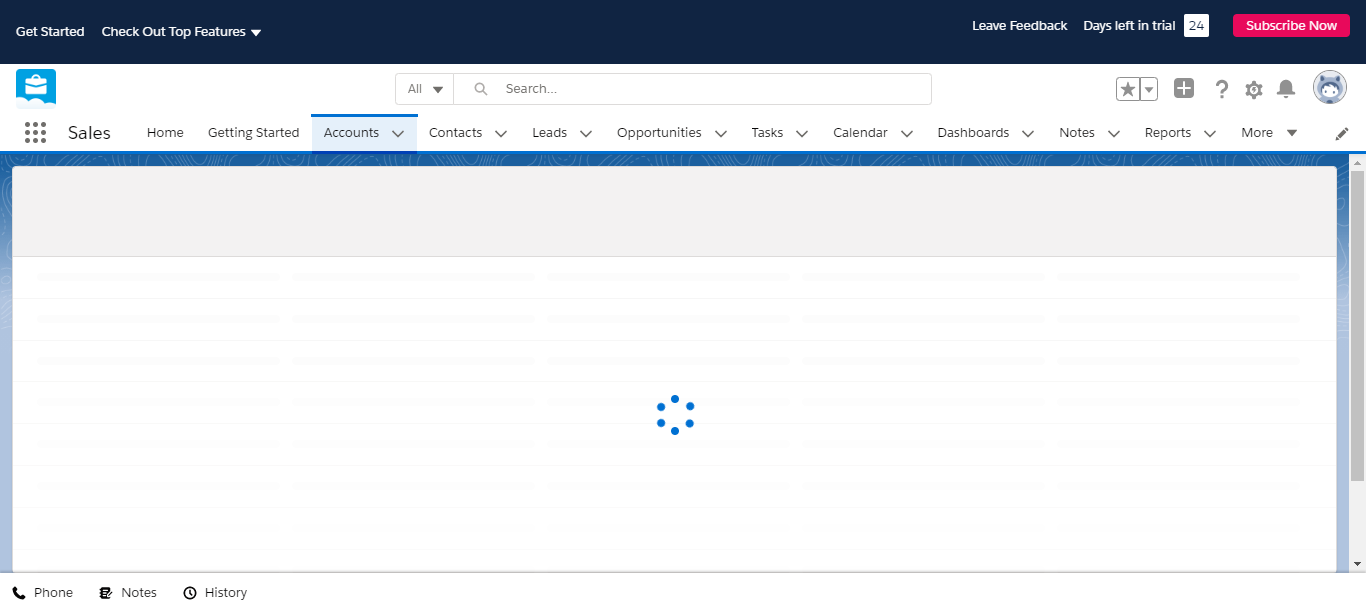 Get Started Check Out Top Features Leave Feedback Days left in trial 24 Subscribe Now
All Search...
Sales Home Getting Started Accounts Contacts Leads Opportunities Tasks Calendar Dashboards Notes Reports More
Phone Notes History